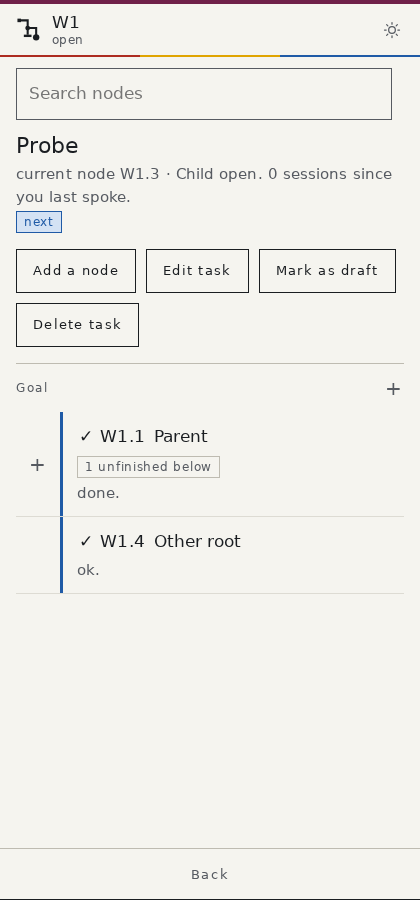 W1
open
Search nodes
Probe
current node W1.3 · Child open. 0 sessions since
you last spoke.
next
Add a node
Edit task
Mark as draft
Delete task
Goal
+
+
✓ W1.1 Parent
1 unfinished below
done.
✓ W1.4 Other root
ok.
Back